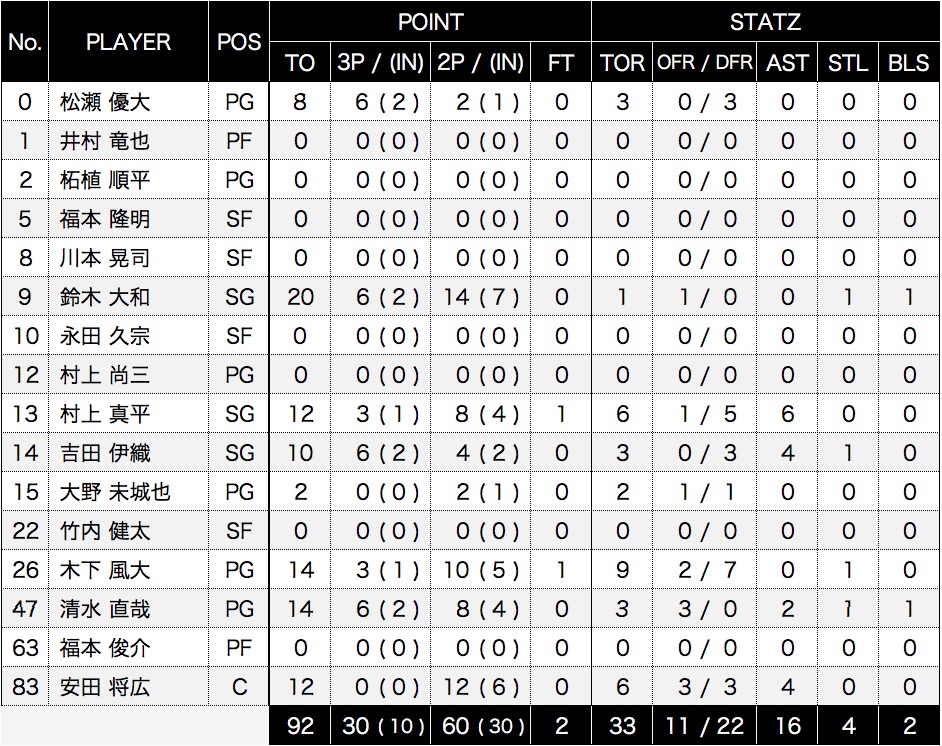 No. PLAYER POS POINT STATZ
TO 3P / (IN) 2P / (IN) FT TOR OFR / DFR AST STL BLS
0 松瀬 優大 PG 8 6 ( 2 ) 2 ( 1 ) 0 3 0 / 3 0 0 0
1 井村 竜也 PF 0 0 ( 0 ) 0 ( 0 ) 0 0 0 / 0 0 0 0
2 柘植 順平 PG 0 0 ( 0 ) 0 ( 0 ) 0 0 0 / 0 0 0 0
5 福本 隆明 SF 0 0 ( 0 ) 0 ( 0 ) 0 0 0 / 0 0 0 0
8 川本 晃司 SF 0 0 ( 0 ) 0 ( 0 ) 0 0 0 / 0 0 0 0
9 鈴木 大和 SG 20 6 ( 2 ) 14 ( 7 ) 0 1 1 / 0 0 1 1
10 永田 久宗 SF 0 0 ( 0 ) 0 ( 0 ) 0 0 0 / 0 0 0 0
12 村上 尚三 PG 0 0 ( 0 ) 0 ( 0 ) 0 0 0 / 0 0 0 0
13 村上 真平 SG 12 3 ( 1 ) 8 ( 4 ) 1 6 1 / 5 6 0 0
14 吉田 伊織 SG 10 6 ( 2 ) 4 ( 2 ) 0 3 0 / 3 4 1 0
15 大野 未城也 PG 2 0 ( 0 ) 2 ( 1 ) 0 2 1 / 1 0 0 0
22 竹内 健太 SF 0 0 ( 0 ) 0 ( 0 ) 0 0 0 / 0 0 0 0
26 木下 風大 PG 14 3 ( 1 ) 10 ( 5 ) 1 9 2 / 7 0 1 0
47 清水 直哉 PG 14 6 ( 2 ) 8 ( 4 ) 0 3 3 / 0 2 1 1
63 福本 俊介 PF 0 0 ( 0 ) 0 ( 0 ) 0 0 0 / 0 0 0 0
83 安田 将広 C 12 0 ( 0 ) 12 ( 6 ) 0 6 3 / 3 4 0 0
92 30 ( 10 ) 60 ( 30 ) 2 33 11 / 22 16 4 2